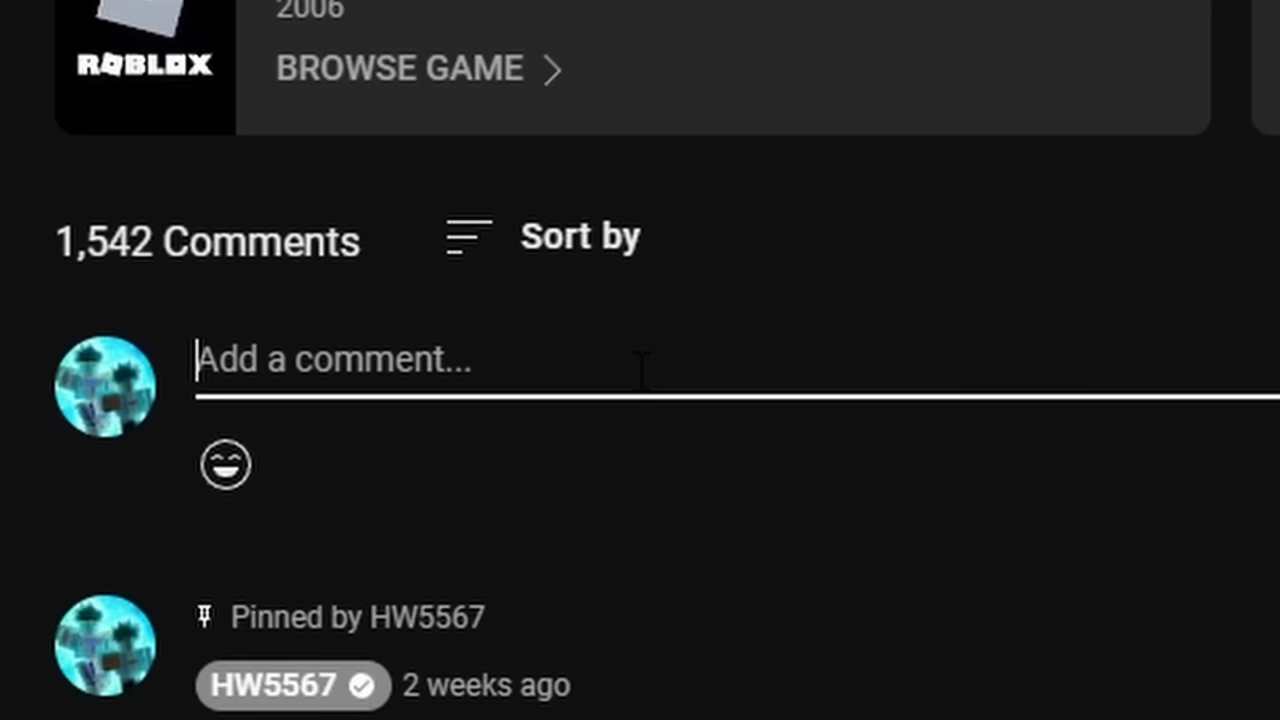 2006
ROBLOX
BROWSE GAME
1,542 Comments
Sort by
Add a comment...
Pinned by HW5567
HW5567
2 weeks ago